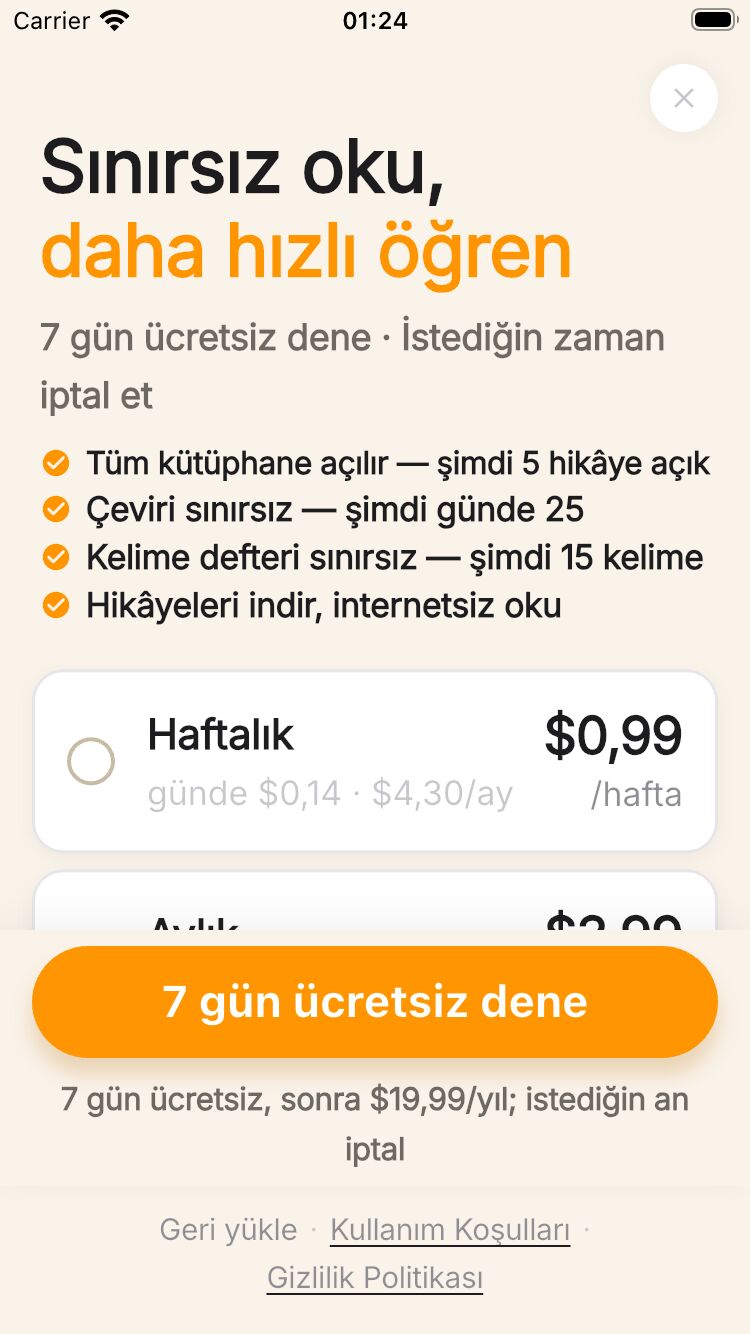 Carrier 01:24
Sınırsız oku,
daha hızlı öğren
7 gün ücretsiz dene · İstediğin zaman
iptal et
Tüm kütüphane açılır — şimdi 5 hikâye açık
Çeviri sınırsız — şimdi günde 25
Kelime defteri sınırsız — şimdi 15 kelime
Hikâyeleri indir, internetsiz oku
Haftalık $0,99
günde $0,14 · $4,30/ay /hafta
Aylık $2,99
7 gün ücretsiz dene
7 gün ücretsiz, sonra $19,99/yıl; istediğin an
iptal
Geri yükle · Kullanım Koşulları ·
Gizlilik Politikası